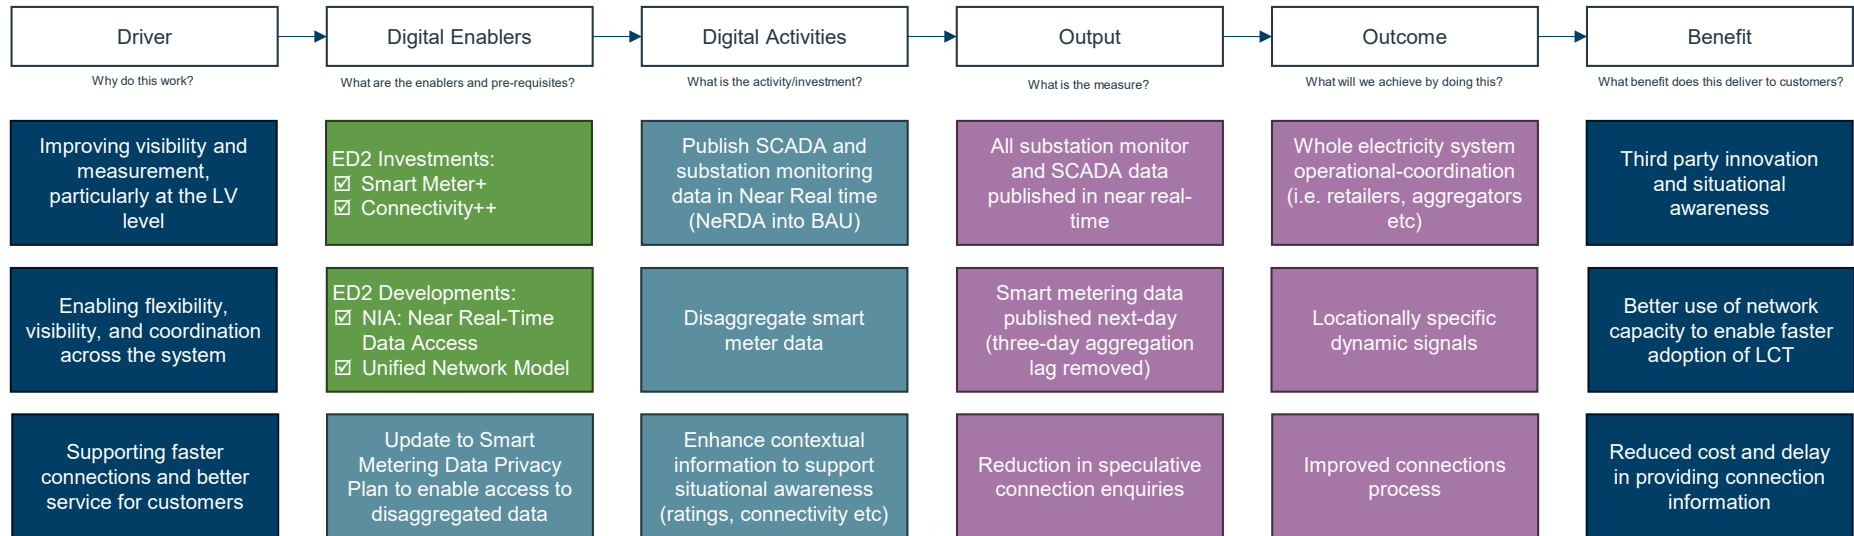 Driver
Digital Enablers
Digital Activities
Output
Outcome
Benefit
Why do this work?
What are the enablers and pre-requisites?
What is the activity/investment?
What is the measure?
What will we achieve by doing this?
What benefit does this deliver to customers?
Improving visibility and
measurement,
particularly at the LV
level
ED2 Investments:
☑ Smart Meter+
☑ Connectivity++
Publish SCADA and
substation monitoring
data in Near Real time
(NeRDA into BAU)
All substation monitor
and SCADA data
published in near real-
time
Whole electricity system
operational-coordination
(i.e. retailers, aggregators
etc)
Third party innovation
and situational
awareness
Enabling flexibility,
visibility, and coordination
across the system
ED2 Developments:
☑ NIA: Near Real-Time
Data Access
☑ Unified Network Model
Disaggregate smart
meter data
Smart metering data
published next-day
(three-day aggregation
lag removed)
Locationally specific
dynamic signals
Better use of network
capacity to enable faster
adoption of LCT
Supporting faster
connections and better
service for customers
Update to Smart
Metering Data Privacy
Plan to enable access to
disaggregated data
Enhance contextual
information to support
situational awareness
(ratings, connectivity etc)
Reduction in speculative
connection enquiries
Improved connections
process
Reduced cost and delay
in providing connection
information